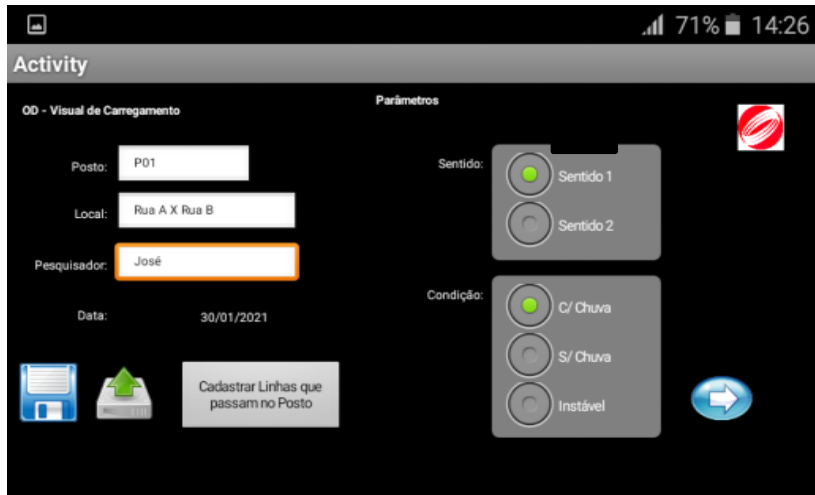 71% 14:26
Activity
OD - Visual de Carregamento
Parâmetros
Posto: P01
Local: Rua A X Rua B
Pesquisador: José
Data: 30/01/2021
Cadastrar Linhas que
passam no Posto
Sentido:
Sentido 1
Sentido 2
Condição:
C/ Chuva
S/ Chuva
Instável